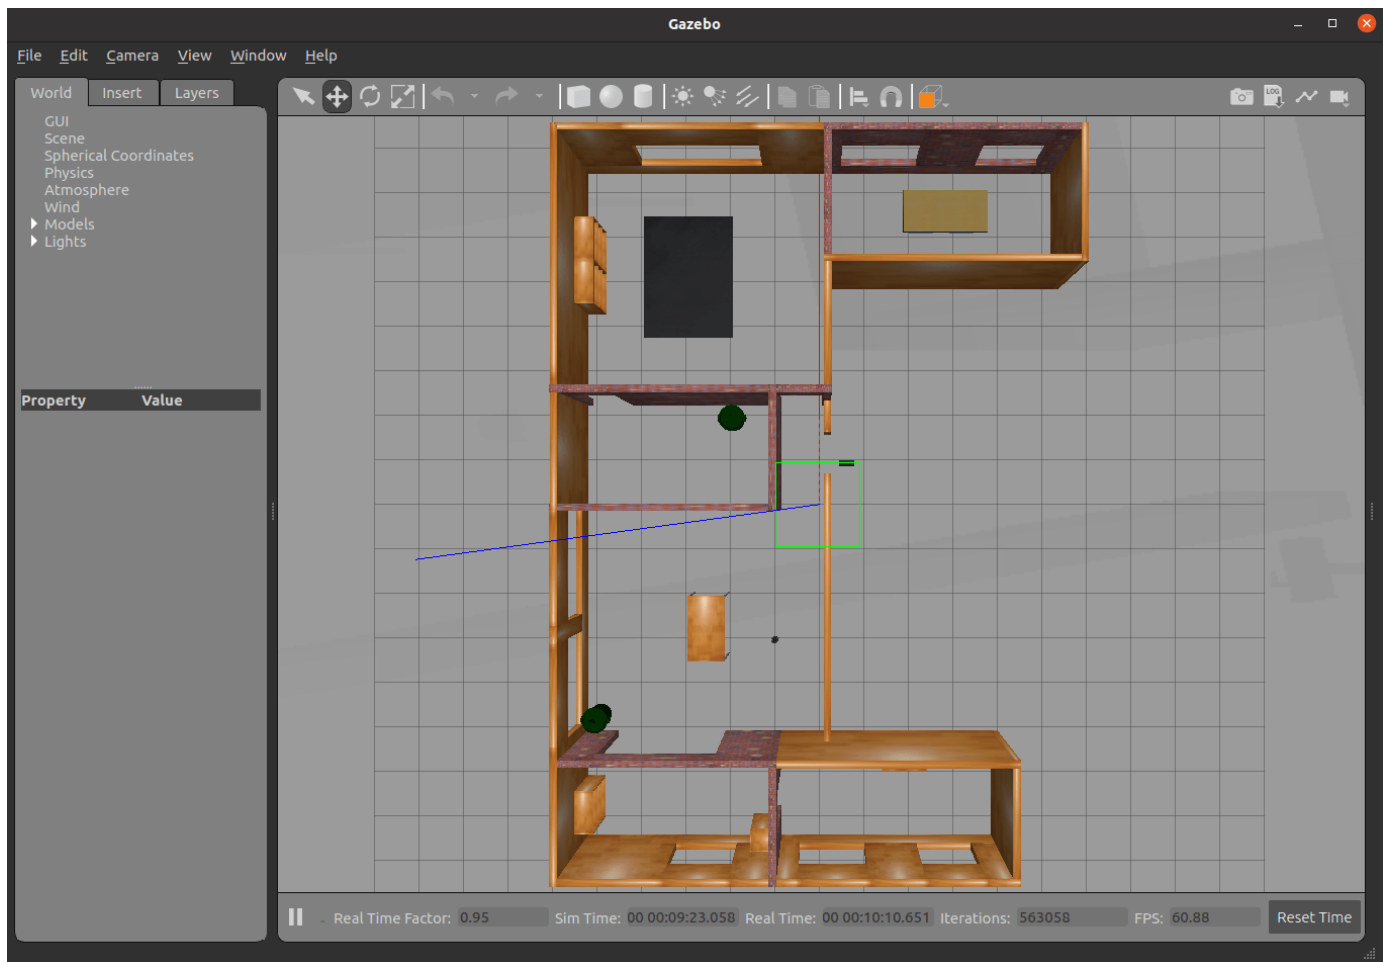 Gazebo
File Edit Camera View Window Help
World Insert Layers
GUI
Scene
Spherical Coordinates
Physics
Atmosphere
Wind
Models
Lights
Property Value
LOG
Real Time Factor: 0.95 Sim Time: 00 00:09:23.058 Real Time: 00 00:10:10.651 Iterations: 563058 FPS: 60.88 Reset Time